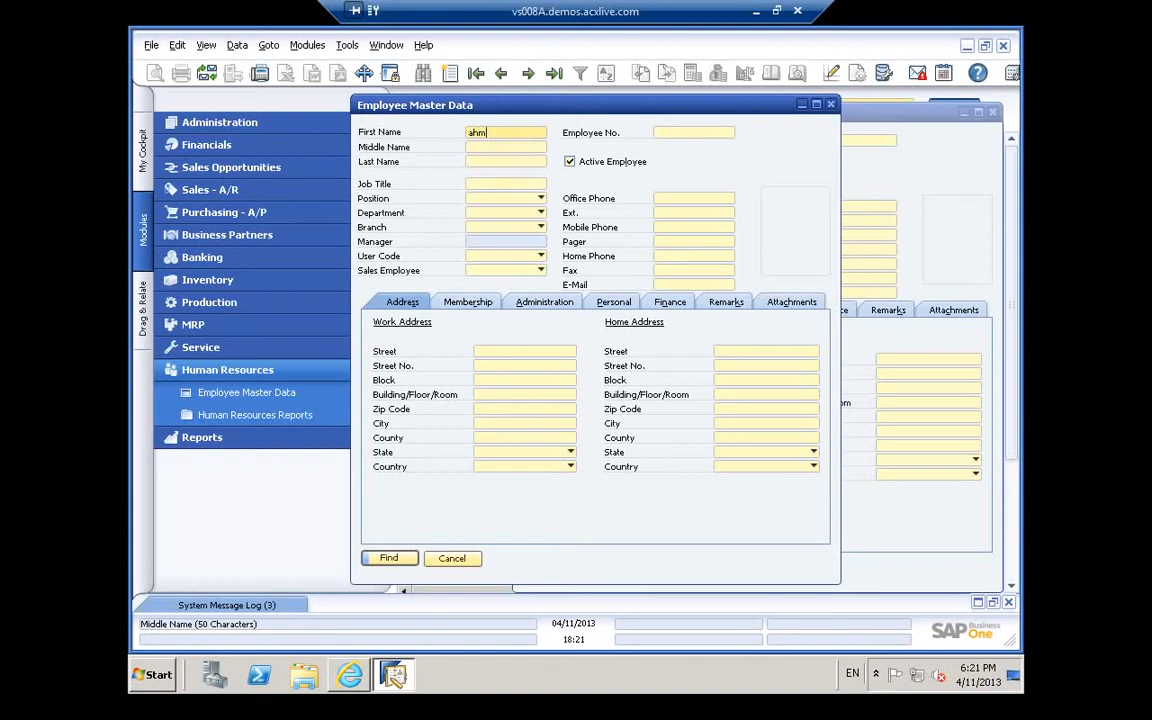 vs008A.demos.acxlive.com
File Edit View Data Goto Modules Tools Window Help
Employee Master Data
My Cockpit
Modules
Drag & Relate
Administration
Financials
Sales Opportunities
Sales - A/R
Purchasing - A/P
Business Partners
Banking
Inventory
Production
MRP
Service
Human Resources
Employee Master Data
Human Resources Reports
Reports
First Name ahm Employee No.
Middle Name
Last Name Active Employee
Job Title
Position Office Phone
Department Ext.
Branch Mobile Phone
Manager Pager
User Code Home Phone
Sales Employee Fax
E-Mail
Address Membership Administration Personal Finance Remarks Attachments
Remarks Attachments
Work Address Home Address
Street Street
Street No. Street No.
Block Block
Building/Floor/Room Building/Floor/Room
Zip Code Zip Code
City City
County County
State State
Country Country
Find Cancel
System Message Log (3)
Middle Name (50 Characters) 04/11/2013
18:21
SAP Business One
Start EN 6:21 PM
4/11/2013